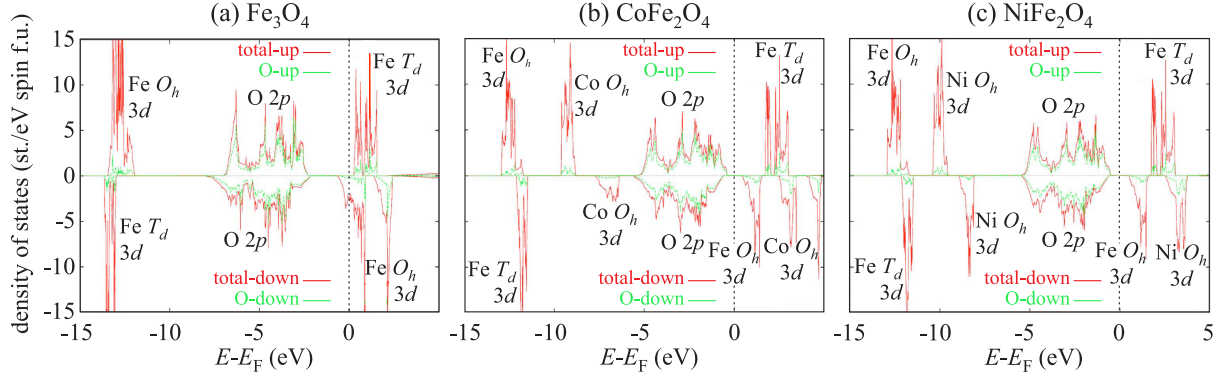 (a) Fe₃O₄
(b) CoFe₂O₄
(c) NiFe₂O₄
density of states (st./eV spin f.u.)
15
10
5
0
-5
-10
-15
total-up
O-up
Fe Oh
3d
Fe Td
3d
O 2p
Fe Td
3d
O 2p
Fe Oh
3d
total-down
O-down
-15 -10 -5 0
E-EF (eV)
total-up
O-up
Fe Oh
3d
Co Oh
3d
O 2p
Fe Td
3d
Co Oh
3d
O 2p
Fe Oh
3d
Co Oh
3d
Fe Td
3d
total-down
O-down
-15 -10 -5 0
E-EF (eV)
total-up
O-up
Fe Oh
3d
Ni Oh
3d
O 2p
Fe Td
3d
Ni Oh
3d
O 2p
Fe Oh
3d
Ni Oh
3d
Fe Td
3d
total-down
O-down
-15 -10 -5 0 5
E-EF (eV)